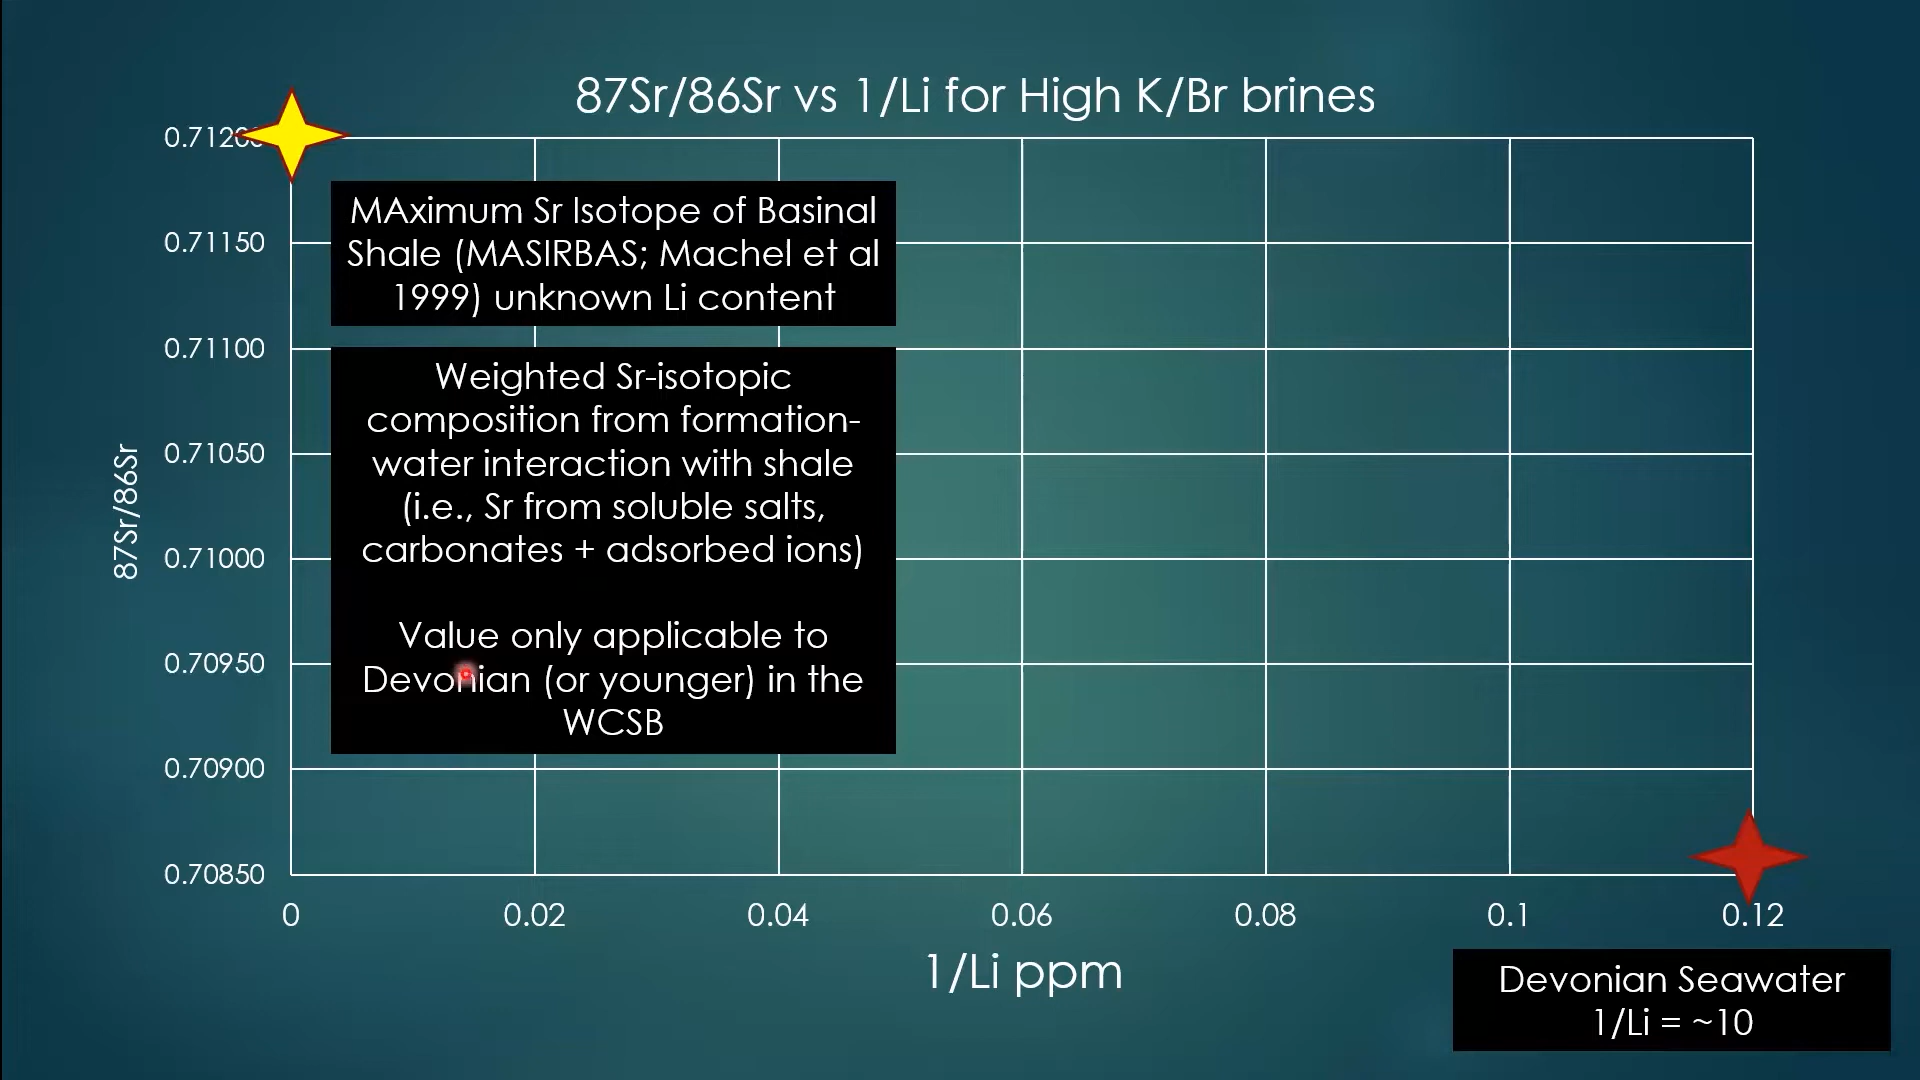 87Sr/86Sr vs 1/Li for High K/Br brines
0.71200
MAximum Sr Isotope of Basinal
Shale (MASIRBAS; Machel et al
1999) unknown Li content
0.71150
0.71100
Weighted Sr-isotopic
composition from formation-
water interaction with shale
(i.e., Sr from soluble salts,
carbonates + adsorbed ions)
Value only applicable to
Devonian (or younger) in the
WCSB
0.71050
0.71000
0.70950
0.70900
0.70850
87Sr/86Sr
0
0.02
0.04
0.06
0.08
0.1
0.12
1/Li ppm
Devonian Seawater
1/Li = ~10